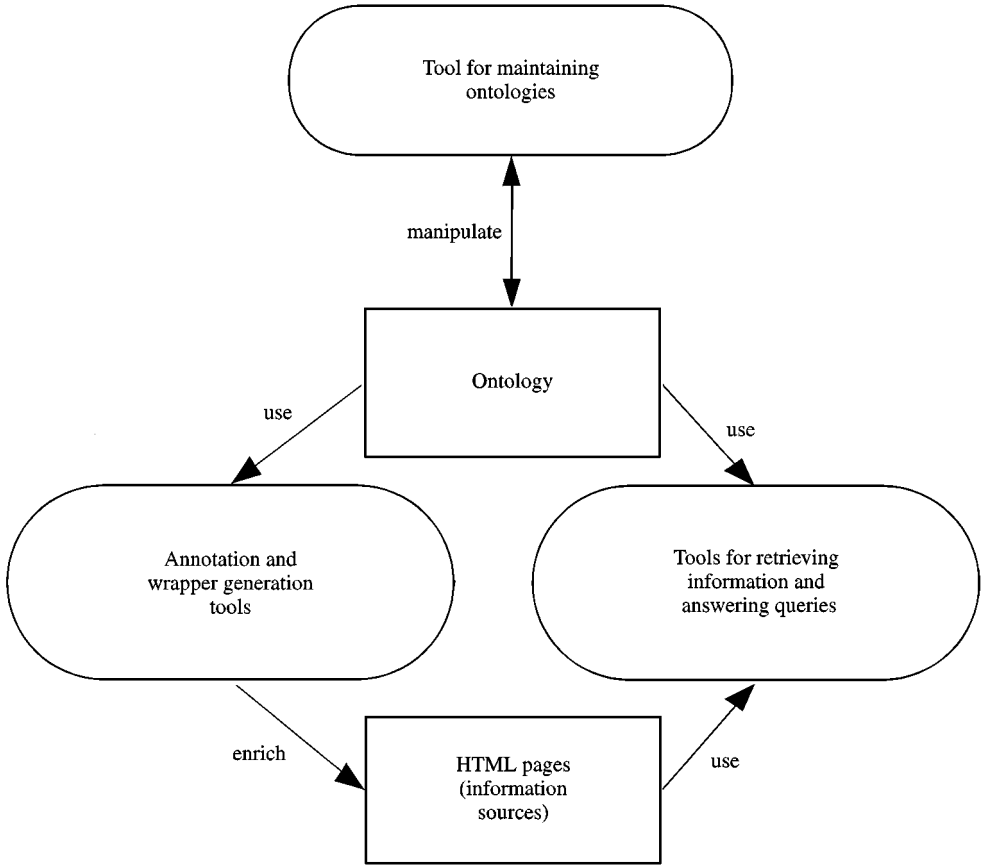 Tool for maintaining
ontologies
manipulate
Ontology
use
use
Annotation and
wrapper generation
tools
Tools for retrieving
information and
answering queries
enrich
HTML pages
(information
sources)
use